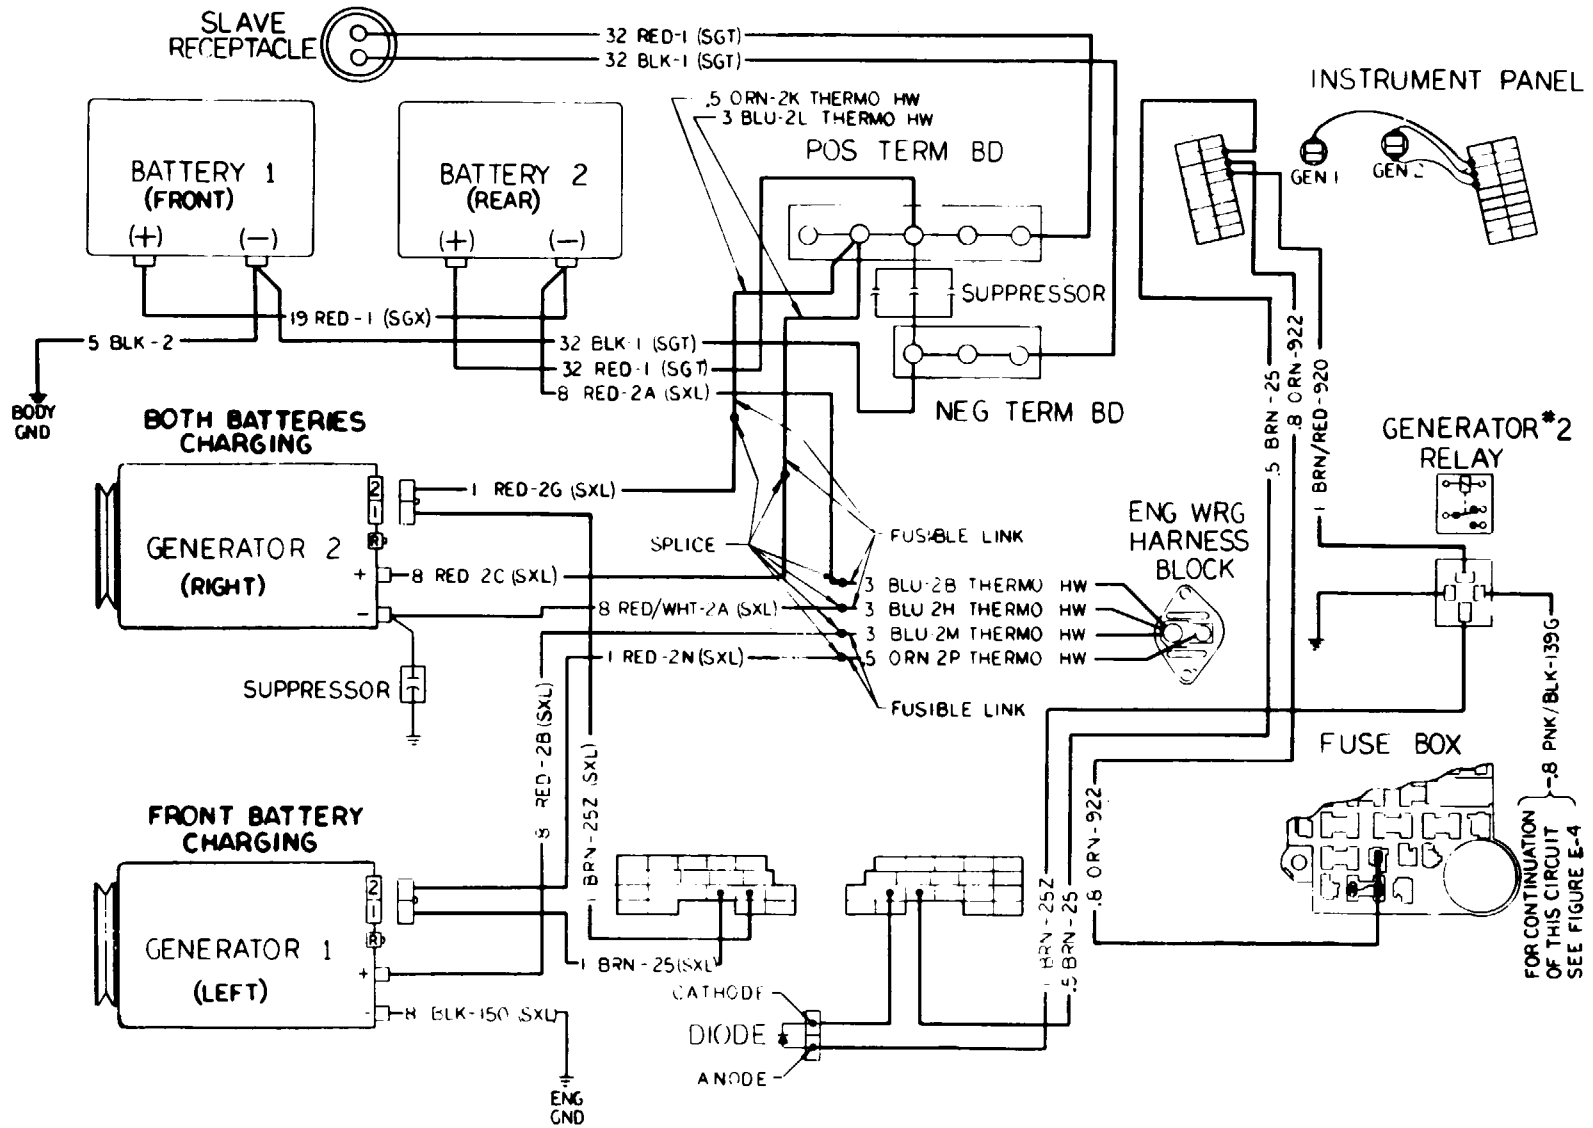 SLAVE
RECEPTACLE
32 RED-1 (SGT)
32 BLK-1 (SGT)
INSTRUMENT PANEL
.5 ORN-2K THERMO HW
3 BLU-2L THERMO HW
POS TERM BD
GEN 1
GEN 2
BATTERY 1
(FRONT)
(+)
(−)
BATTERY 2
(REAR)
(+)
(−)
SUPPRESSOR
19 RED-1 (SGX)
5 BLK-2
32 BLK-1 (SGT)
32 RED-1 (SGT)
8 RED-2A (SXL)
NEG TERM BD
BODY
GND
.5 BRN-25
.8 ORN-922
1 BRN/RED-920
BOTH BATTERIES
CHARGING
GENERATOR #2
RELAY
2
1
R
GENERATOR 2
(RIGHT)
+
−
1 RED-2G (SXL)
8 RED 2C (SXL)
8 RED/WHT-2A (SXL)
1 RED-2N (SXL)
SPLICE
FUSIBLE LINK
3 BLU-2B THERMO HW
3 BLU 2H THERMO HW
3 BLU-2M THERMO HW
.5 ORN 2P THERMO HW
FUSIBLE LINK
ENG WRG
HARNESS
BLOCK
SUPPRESSOR
8 RED-2B (SXL)
1 BRN-25Z (SXL)
.8 PNK/BLK-139G
FUSE BOX
FRONT BATTERY
CHARGING
2
1
R
GENERATOR 1
(LEFT)
+
-
1 BRN-25(SXL)
8 BLK-150 (SXL)
ENG
GND
CATHODE
DIODE
ANODE
1 BRN-25Z
.5 BRN-25
.8 ORN-922
FOR CONTINUATION
OF THIS CIRCUIT
SEE FIGURE E-4